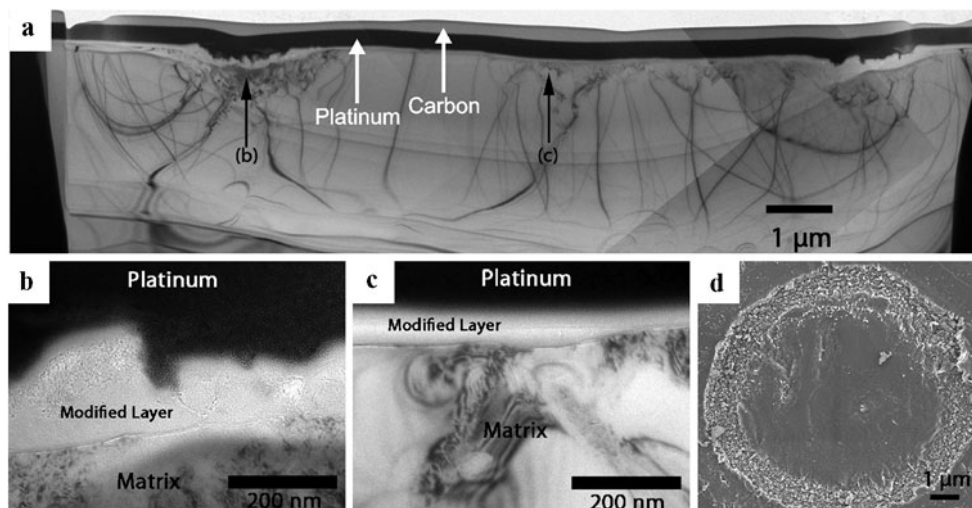 a
Platinum
Carbon
(b)
(c)
1 µm
b
Platinum
Modified Layer
Matrix
200 nm
c
Platinum
Modified Layer
Matrix
200 nm
d
1 µm